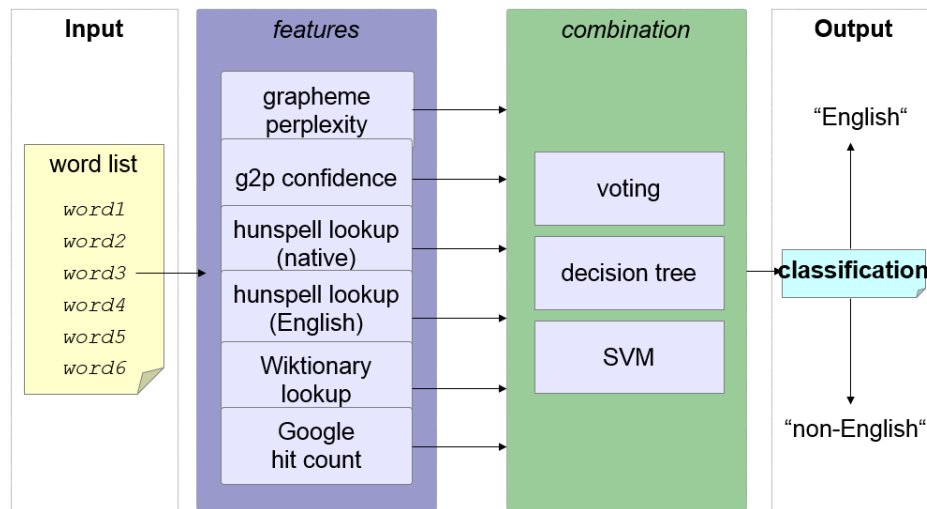 Input
word list
word1
word2
word3
word4
word5
word6
features
grapheme
perplexity
g2p confidence
hunspell lookup
(native)
hunspell lookup
(English)
Wiktionary
lookup
Google
hit count
combination
voting
decision tree
SVM
Output
“English“
classification
“non-English“